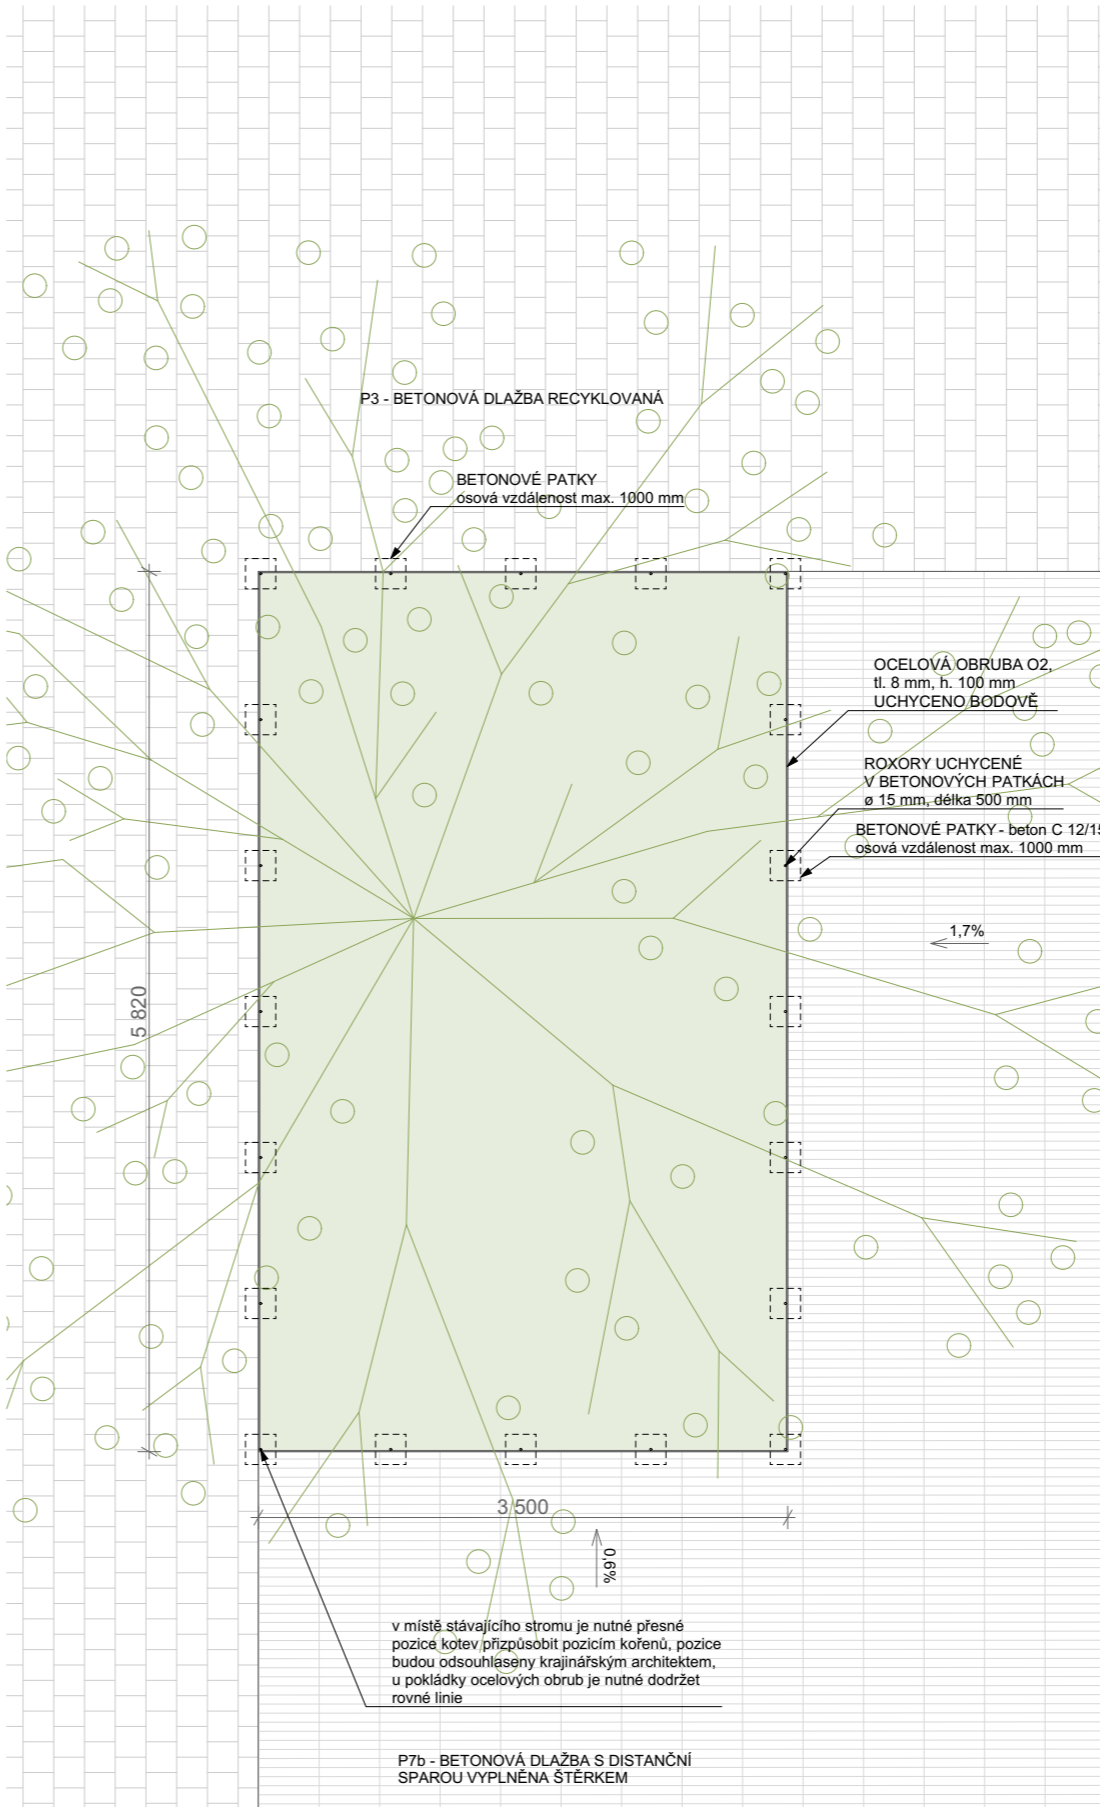 P3 - BETONOVÁ DLAŽBA RECYKLOVANÁ
BETONOVÉ PATKY
osová vzdálenost max. 1000 mm
OCELOVÁ OBRUBA O2,
tl. 8 mm, h. 100 mm
UCHYCENO BODOVĚ
ROXORY UCHYCENÉ
V BETONOVÝCH PATKÁCH
ø 15 mm, délka 500 mm
BETONOVÉ PATKY - beton C 12/15
osová vzdálenost max. 1000 mm
1,7%
5 820
3 500
0,6%
v místě stávajícího stromu je nutné přesné
pozice kotev přizpůsobit pozicím kořenů, pozice
budou odsouhlaseny krajinářským architektem,
u pokládky ocelových obrub je nutné dodržet
rovné linie
P7b - BETONOVÁ DLAŽBA S DISTANČNÍ
SPAROU VYPLNĚNA ŠTĚRKEM